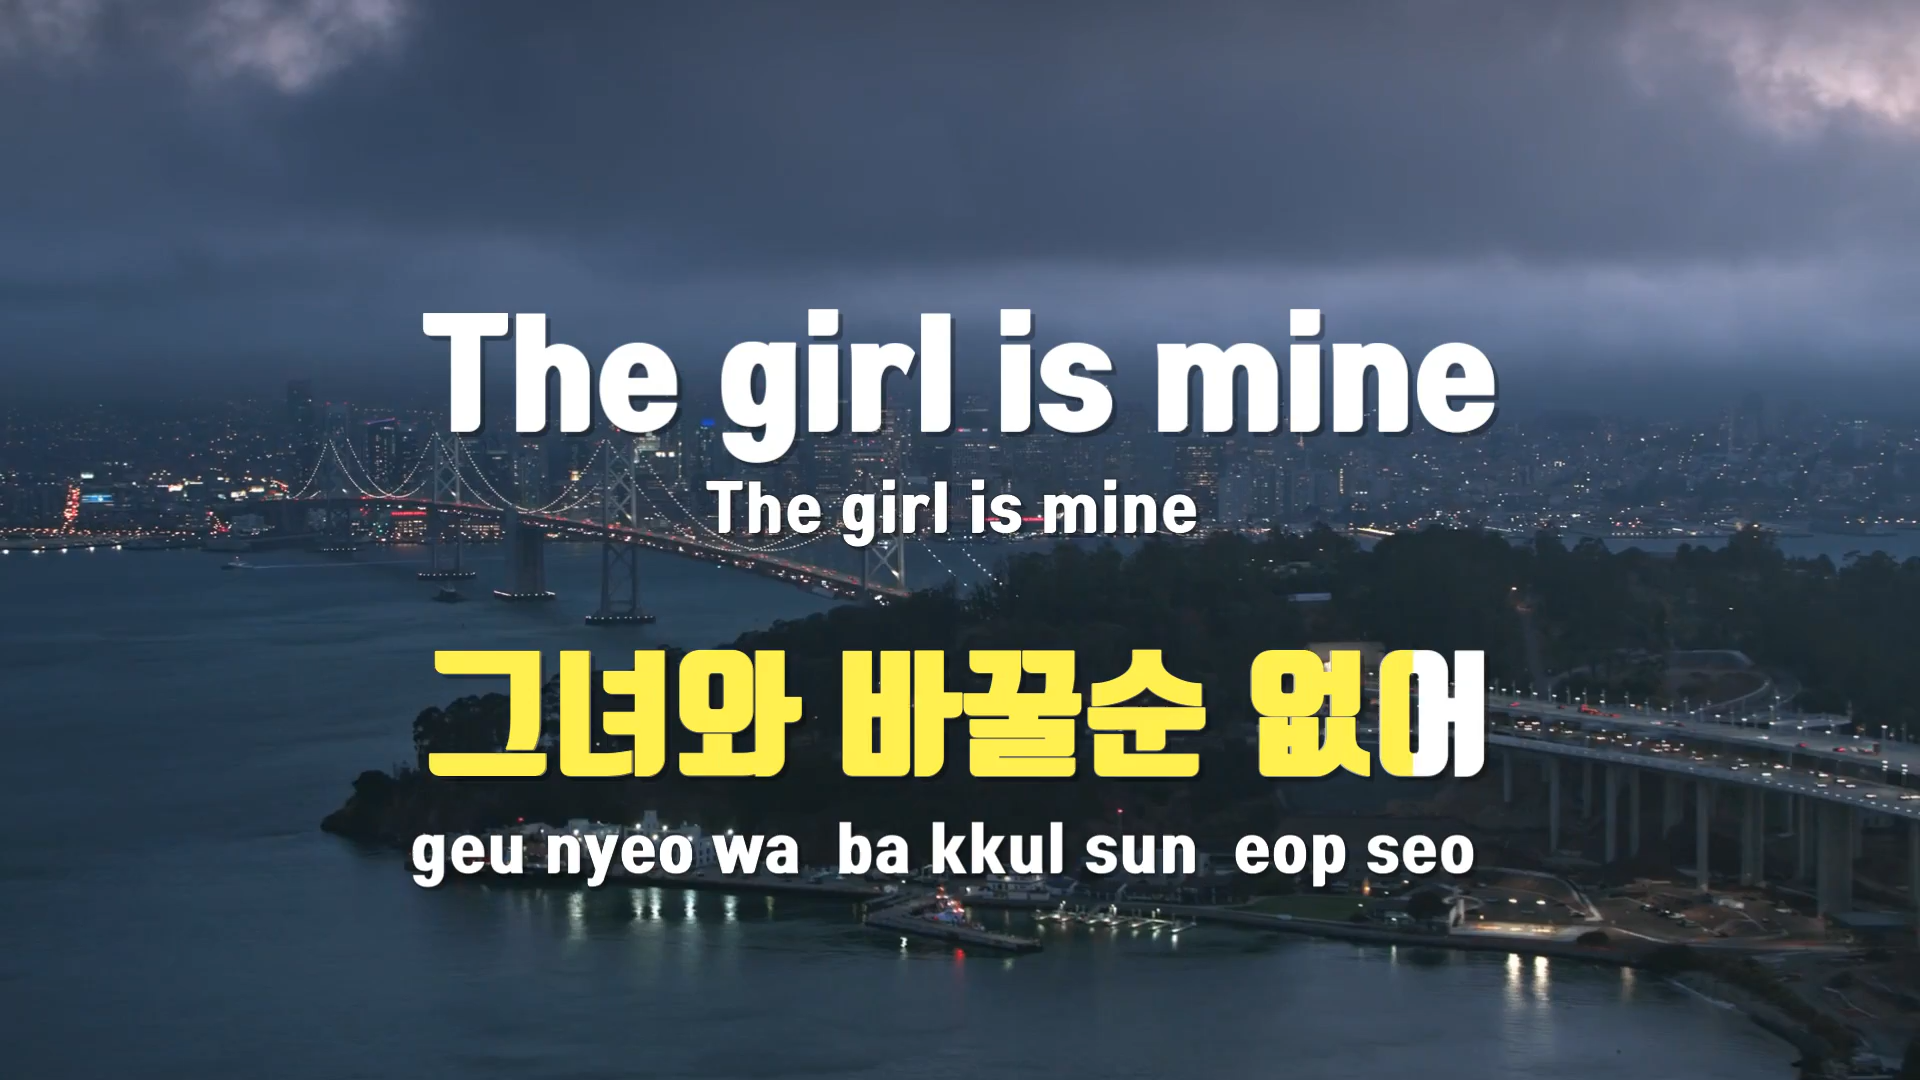 The girl is mine
The girl is mine
그녀와 바꿀순 없어
geu nyeo wa ba kkul sun eop seo